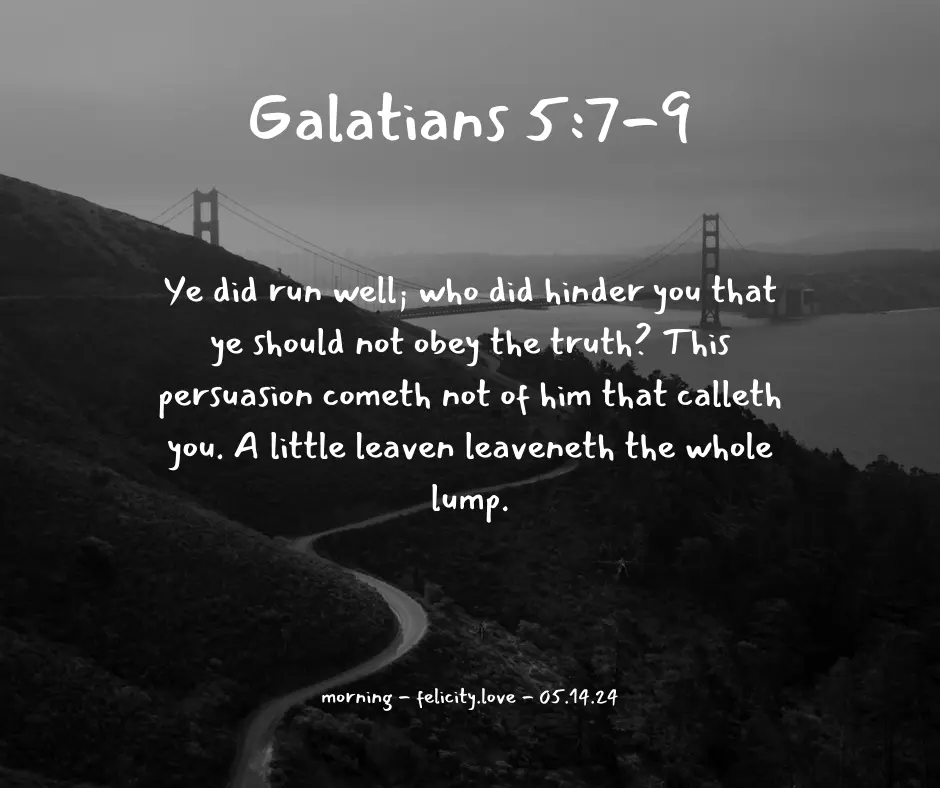 Galatians 5:7-9
Ye did run well; who did hinder you that
ye should not obey the truth? This
persuasion cometh not of him that calleth
you. A little leaven leaveneth the whole
lump.
morning - felicity.love - 05.14.24